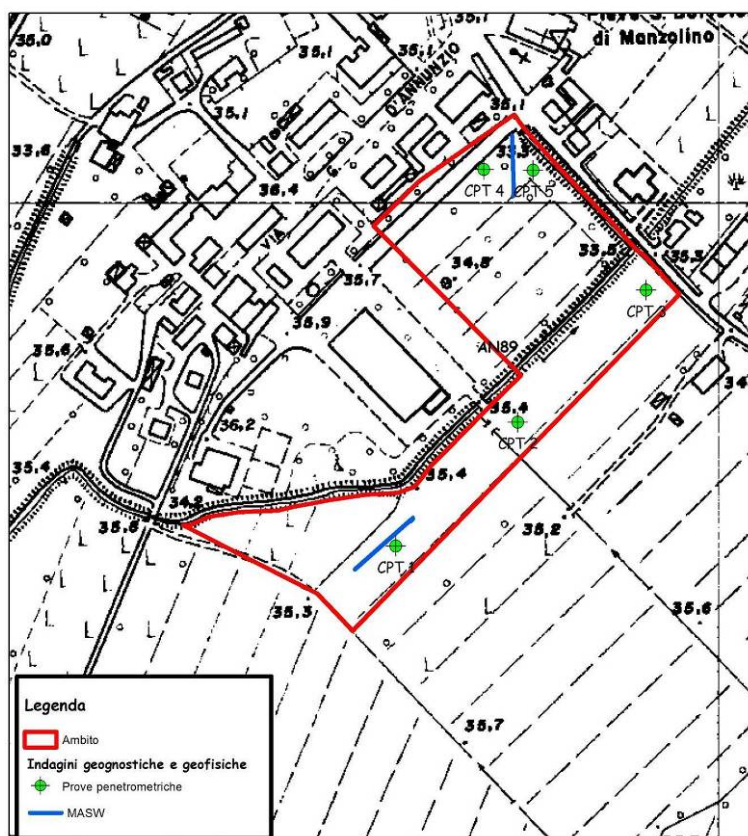 Pieve S. Bartolo
di Manzolino
35,0
35,1
35,1
35,1
35,1
33,6
D'ANNUNZIO
36,4
33,3
CPT 4
CPT 5
G.
VIA
34,8
33,5
35,3
35,7
CPT 3
35,9
35,6
AN89
34
36,2
35,4
CPT 2
35,4
35,4
34,2
35,6
35,2
CPT 1
35,3
35,6
35,7
Legenda
Ambito
Indagini geognostiche e geofisiche
Prove penetrometriche
MASW